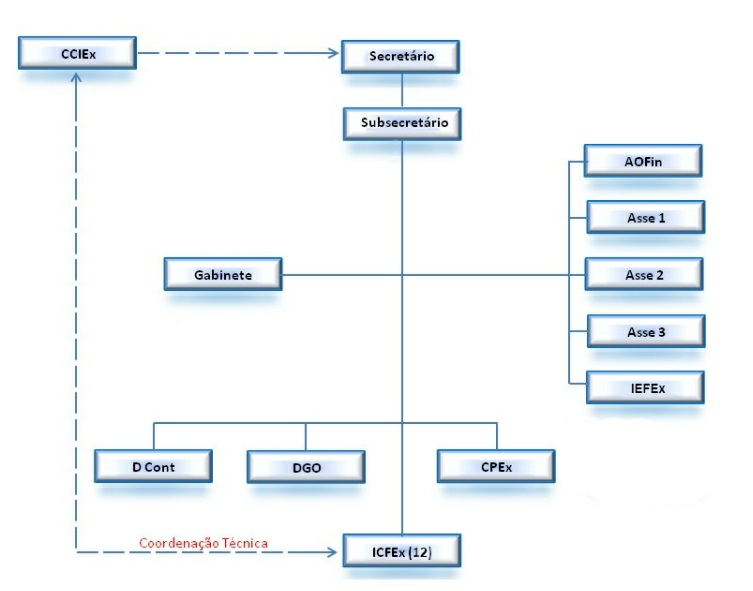 CCIEx
Secretário
Subsecretário
AOFin
Asse 1
Gabinete
Asse 2
Asse 3
IEFEx
D Cont
DGO
CPEx
Coordenação Técnica
ICFEx (12)